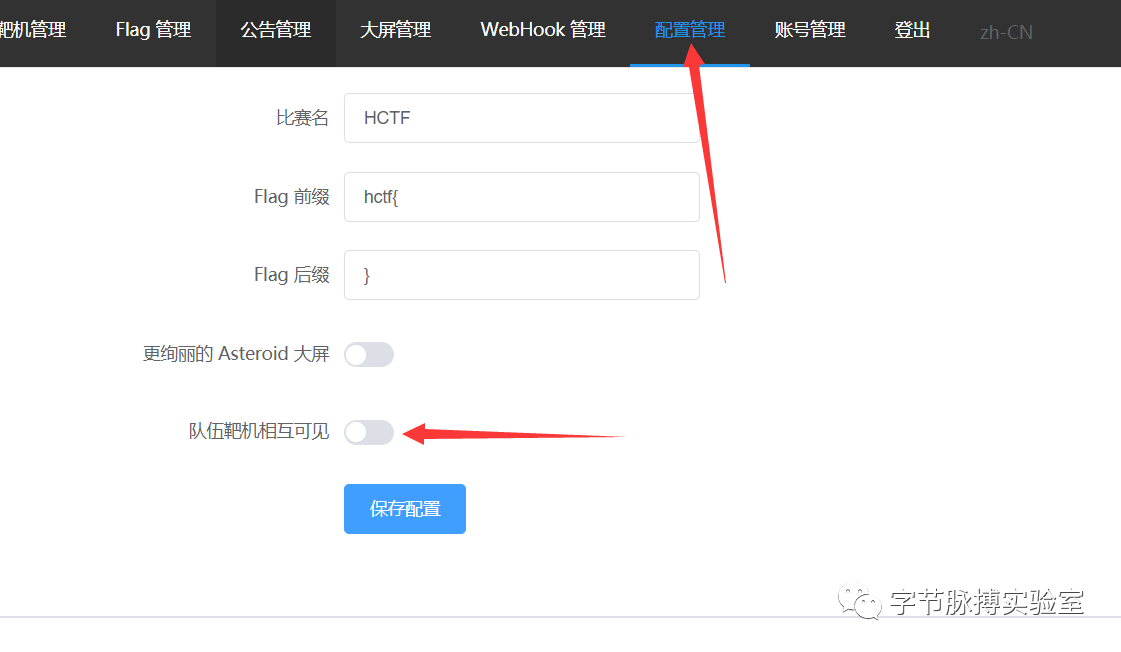 靶机管理 Flag 管理 公告管理 大屏管理 WebHook 管理 配置管理 账号管理 登出 zh-CN
比赛名 HCTF
Flag 前缀 hctf{
Flag 后缀 }
更绚丽的 Asteroid 大屏
队伍靶机相互可见
保存配置
字节脉搏实验室